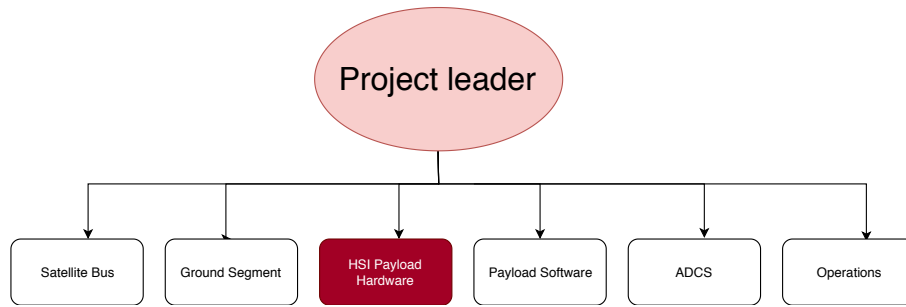 Project leader
Satellite Bus
Ground Segment
HSI Payload
Hardware
Payload Software
ADCS
Operations